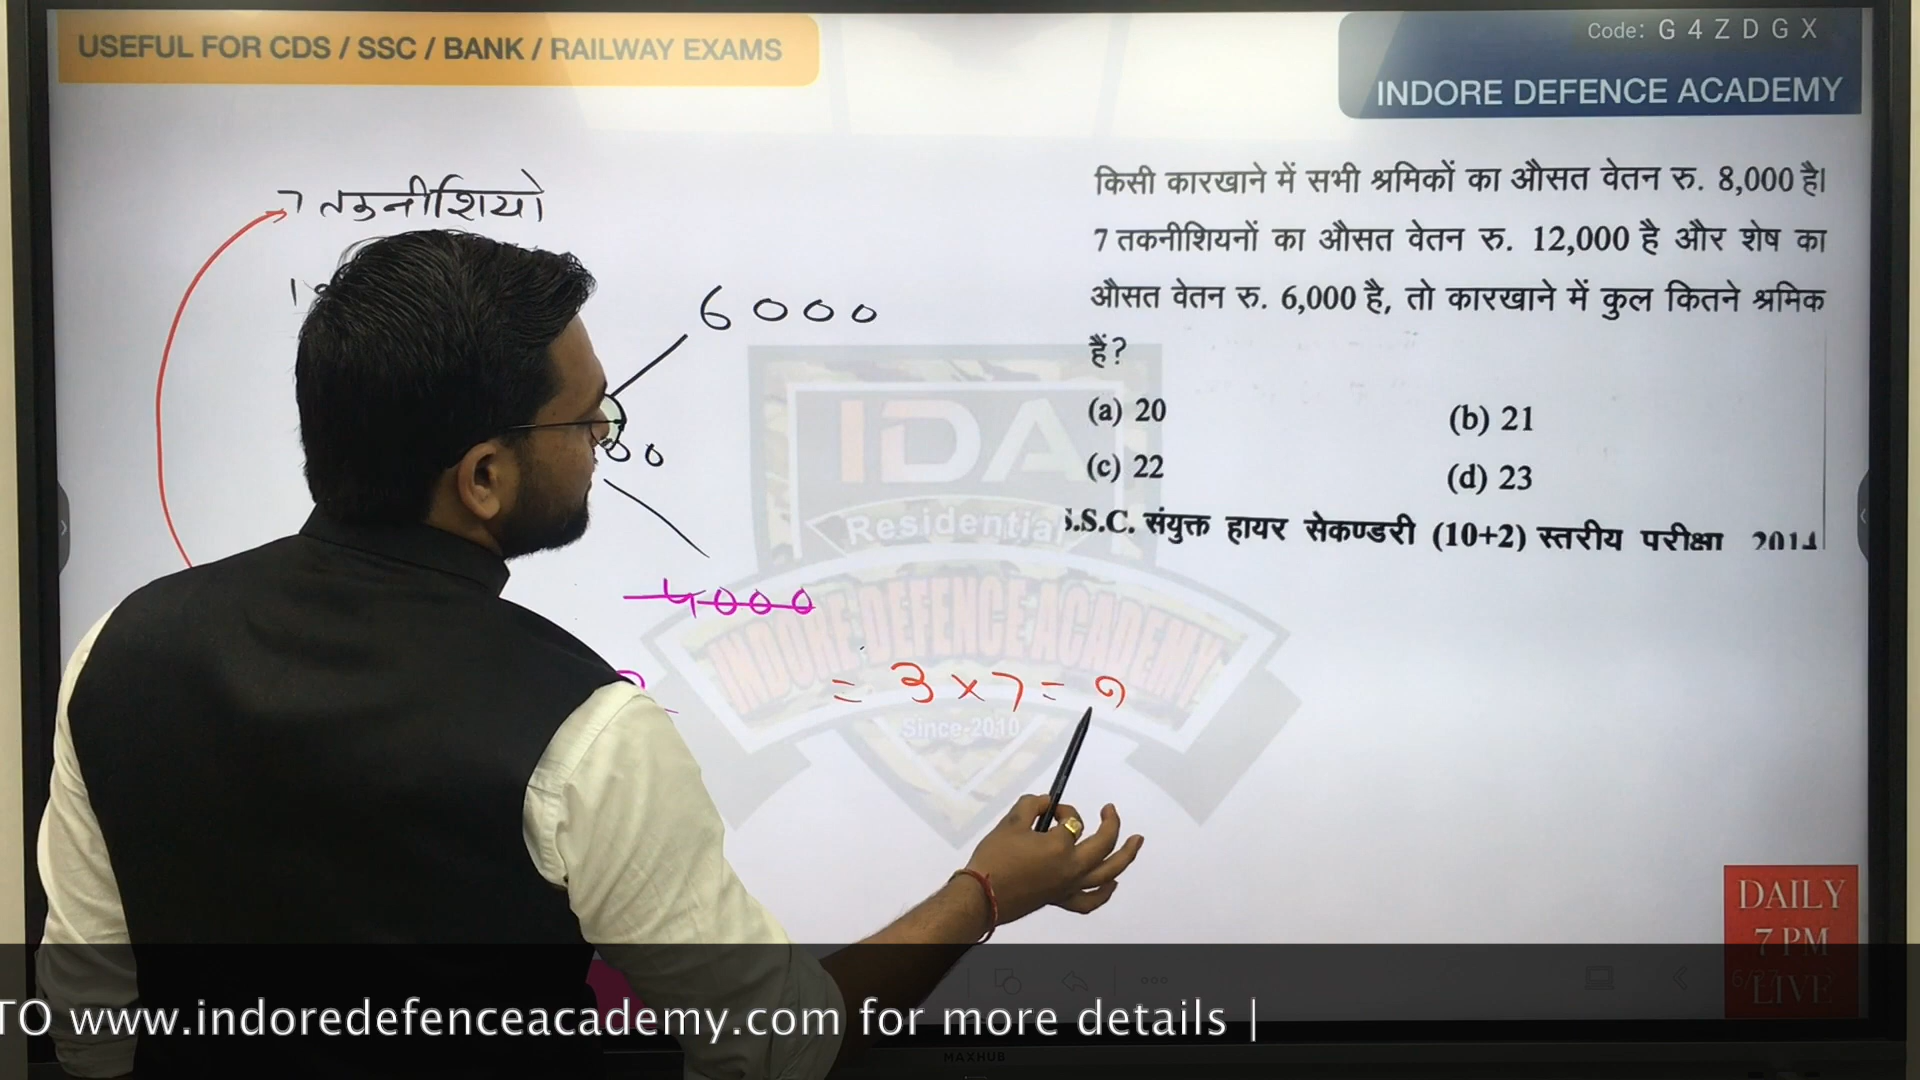 USEFUL FOR CDS / SSC / BANK / RAILWAY EXAMS
Code: G 4 Z D G X
INDORE DEFENCE ACADEMY
किसी कारखाने में सभी श्रमिकों का औसत वेतन रु. 8,000 है।
7 तकनीशियनों का औसत वेतन रु. 12,000 है और शेष का
औसत वेतन रु. 6,000 है, तो कारखाने में कुल कितने श्रमिक
हैं?
(a) 20 (b) 21
(c) 22 (d) 23
S.S.C. संयुक्त हायर सेकण्डरी (10+2) स्तरीय परीक्षा 2014
7 तकनीशियो
6000
4000
= 3 × 7 =
IDA
Residential
INDORE DEFENCE ACADEMY
Since-2010
DAILY
7 PM
LIVE
TO www.indoredefenceacademy.com for more details |
MAXHUB